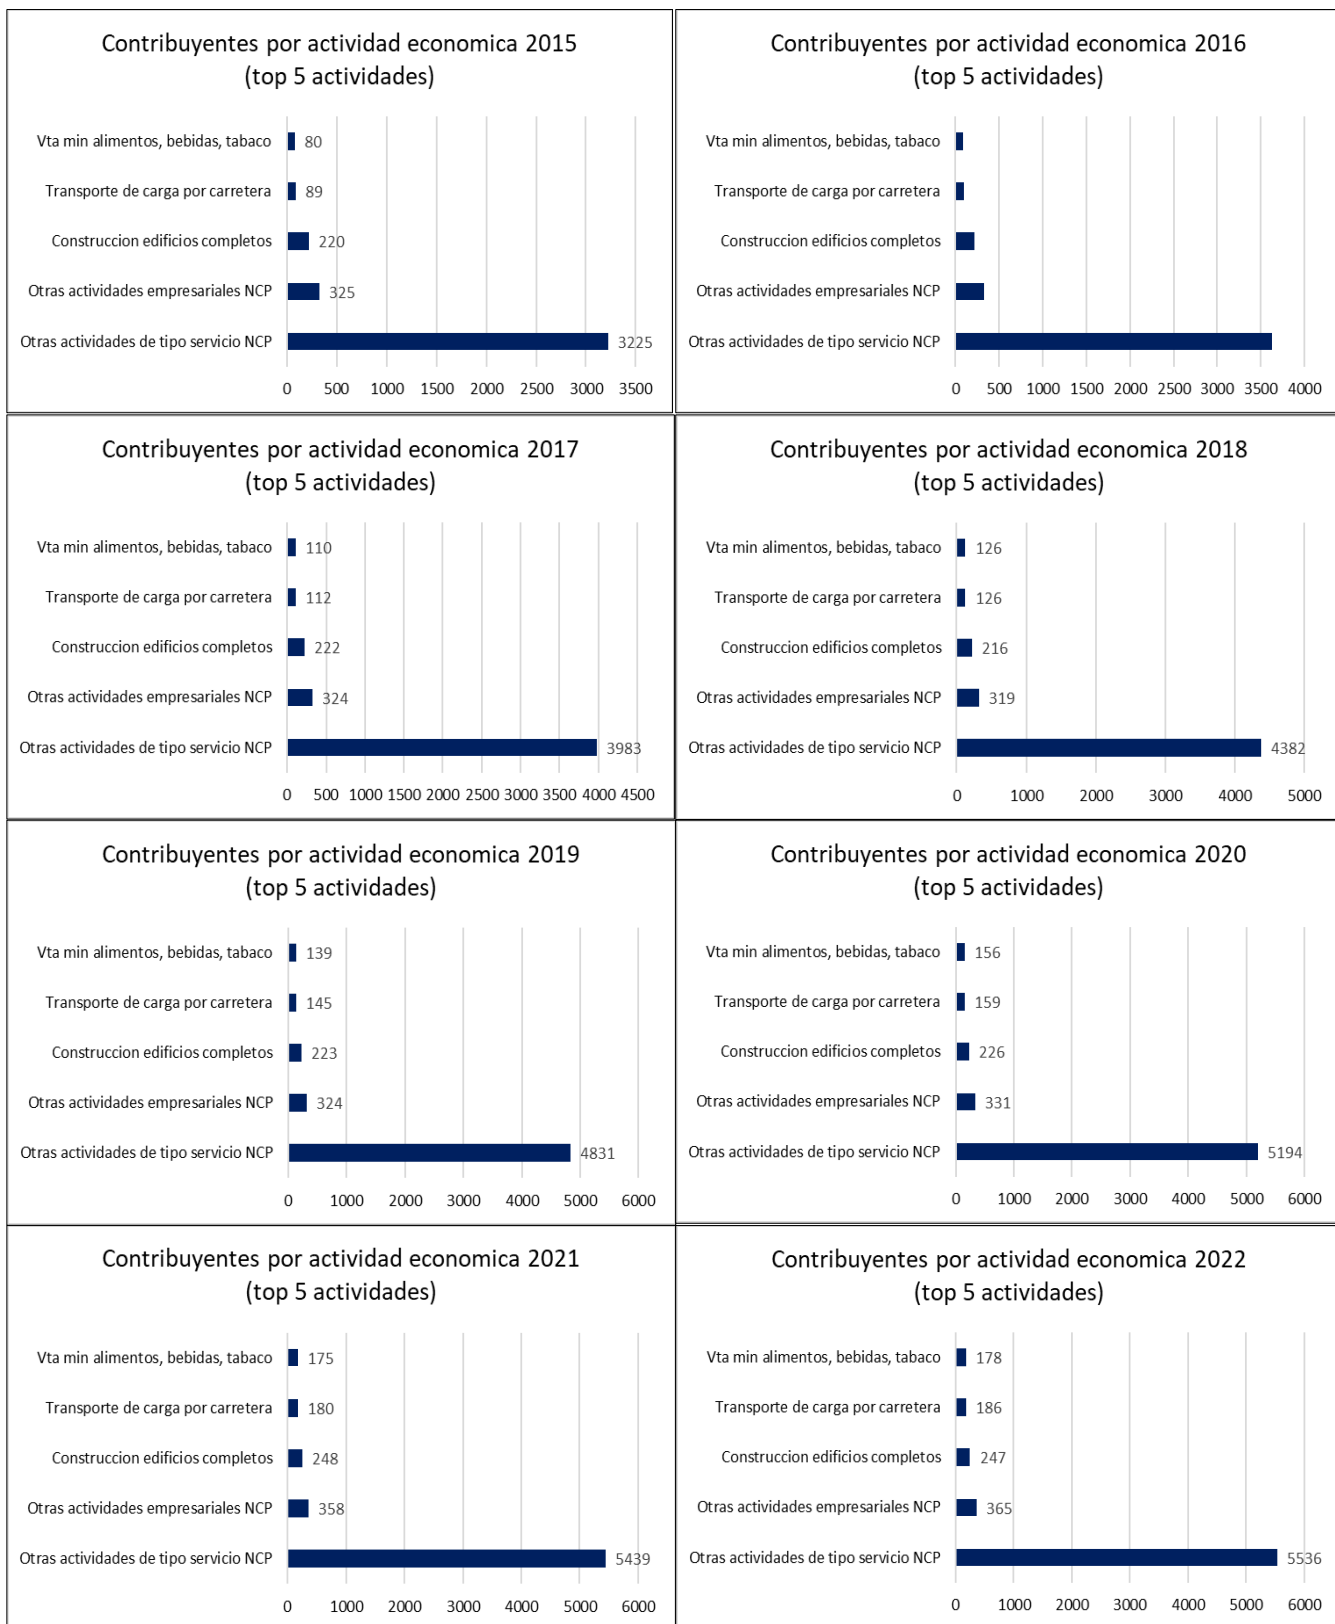 Contribuyentes por actividad economica 2015
(top 5 actividades)
Vta min alimentos, bebidas, tabaco 80
Transporte de carga por carretera 89
Construccion edificios completos 220
Otras actividades empresariales NCP 325
Otras actividades de tipo servicio NCP 3225
0 500 1000 1500 2000 2500 3000 3500
Contribuyentes por actividad economica 2016
(top 5 actividades)
Vta min alimentos, bebidas, tabaco
Transporte de carga por carretera
Construccion edificios completos
Otras actividades empresariales NCP
Otras actividades de tipo servicio NCP
0 500 1000 1500 2000 2500 3000 3500 4000
Contribuyentes por actividad economica 2017
(top 5 actividades)
Vta min alimentos, bebidas, tabaco 110
Transporte de carga por carretera 112
Construccion edificios completos 222
Otras actividades empresariales NCP 324
Otras actividades de tipo servicio NCP 3983
0 500 1000 1500 2000 2500 3000 3500 4000 4500
Contribuyentes por actividad economica 2018
(top 5 actividades)
Vta min alimentos, bebidas, tabaco 126
Transporte de carga por carretera 126
Construccion edificios completos 216
Otras actividades empresariales NCP 319
Otras actividades de tipo servicio NCP 4382
0 1000 2000 3000 4000 5000
Contribuyentes por actividad economica 2019
(top 5 actividades)
Vta min alimentos, bebidas, tabaco 139
Transporte de carga por carretera 145
Construccion edificios completos 223
Otras actividades empresariales NCP 324
Otras actividades de tipo servicio NCP 4831
0 1000 2000 3000 4000 5000 6000
Contribuyentes por actividad economica 2020
(top 5 actividades)
Vta min alimentos, bebidas, tabaco 156
Transporte de carga por carretera 159
Construccion edificios completos 226
Otras actividades empresariales NCP 331
Otras actividades de tipo servicio NCP 5194
0 1000 2000 3000 4000 5000 6000
Contribuyentes por actividad economica 2021
(top 5 actividades)
Vta min alimentos, bebidas, tabaco 175
Transporte de carga por carretera 180
Construccion edificios completos 248
Otras actividades empresariales NCP 358
Otras actividades de tipo servicio NCP 5439
0 1000 2000 3000 4000 5000 6000
Contribuyentes por actividad economica 2022
(top 5 actividades)
Vta min alimentos, bebidas, tabaco 178
Transporte de carga por carretera 186
Construccion edificios completos 247
Otras actividades empresariales NCP 365
Otras actividades de tipo servicio NCP 5536
0 1000 2000 3000 4000 5000 6000